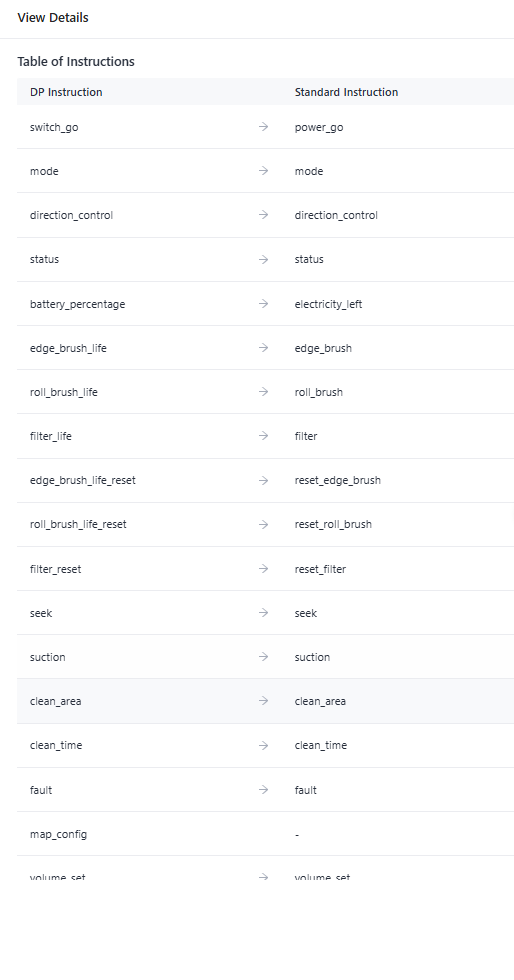 View Details
Table of Instructions
DP Instruction Standard Instruction
switch_go → power_go
mode → mode
direction_control → direction_control
status → status
battery_percentage → electricity_left
edge_brush_life → edge_brush
roll_brush_life → roll_brush
filter_life → filter
edge_brush_life_reset → reset_edge_brush
roll_brush_life_reset → reset_roll_brush
filter_reset → reset_filter
seek → seek
suction → suction
clean_area → clean_area
clean_time → clean_time
fault → fault
map_config -
volume_set → volume_set